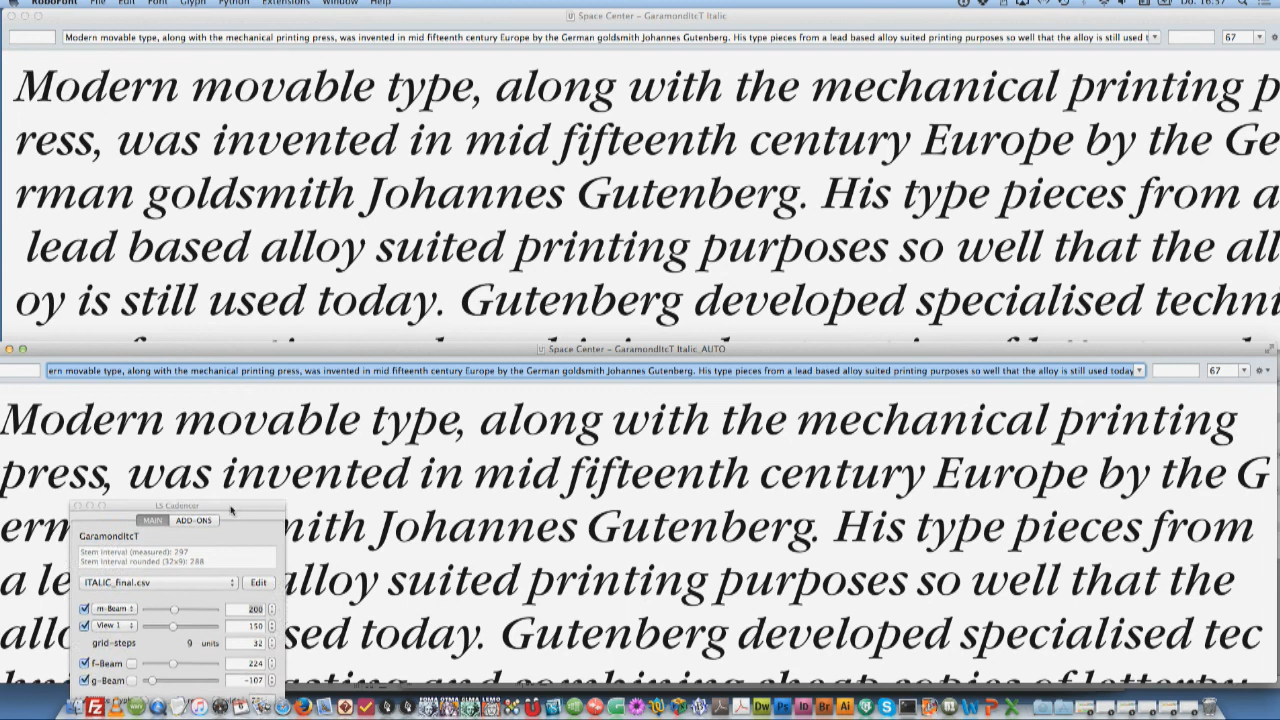 RoboFont File Edit Font Glyph Python Extensions Window Help
Space Center – GaramondItcT Italic
Modern movable type, along with the mechanical printing press, was invented in mid fifteenth century Europe by the German goldsmith Johannes Gutenberg. His type pieces from a lead based alloy suited printing purposes so well that the alloy is still used t
67
Modern movable type, along with the mechanical printing p
ress, was invented in mid fifteenth century Europe by the Ge
rman goldsmith Johannes Gutenberg. His type pieces from a
lead based alloy suited printing purposes so well that the all
oy is still used today. Gutenberg developed specialised techni
Space Center – GaramondItcT Italic_AUTO
ern movable type, along with the mechanical printing press, was invented in mid fifteenth century Europe by the German goldsmith Johannes Gutenberg. His type pieces from a lead based alloy suited printing purposes so well that the alloy is still used today.
67
Modern movable type, along with the mechanical printing
press, was invented in mid fifteenth century Europe by the G
erm mith Johannes Gutenberg. His type pieces from
a le alloy suited printing purposes so well that the
allo sed today. Gutenberg developed specialised tec
LS Cadencer
MAIN ADD-ONS
GaramondItcT
Stem Interval (measured): 297
Stem Interval rounded (32x9): 288
ITALIC_final.csv Edit
m-Beam 200
View 1 150
grid-steps 9 units 32
f-Beam 224
g-Beam -107